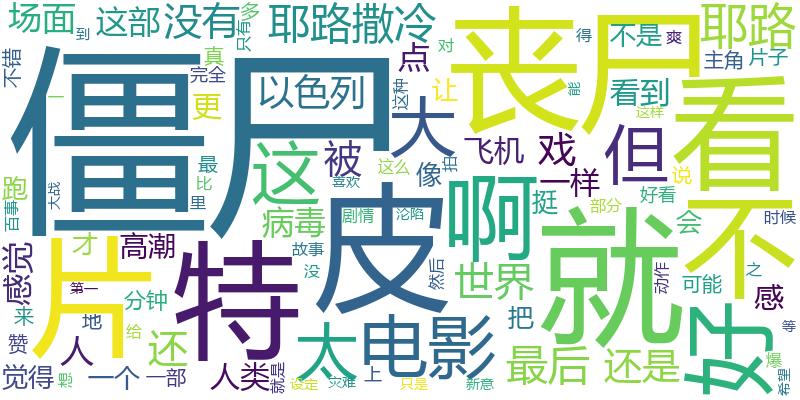 场面
到
这部
没有
只有
多
耶路撒冷
点
对
丧尸
得
爽
不是
耶路
主角
片子
不错
真
完全
更
以色列
这种
让
能
看到
这样
看
僵尸
这
被
大
像
拍
飞机
戏
但
一
大战
最
比
里
跑
百事
病毒
这么
喜欢
皮
啊
挺
一样
说
好看
不
剧情
沦陷
部分
会
时候
感觉
片
才
高潮
特
故事
没
然后
世界
就
动作
可能
之
第一
分钟
来
地
给
还
太
电影
把
感
好
等
赞
人
觉得
想
一个
一部
人类
就是
设定
灾难
上
只是
新意
最后
还是
爆
希望